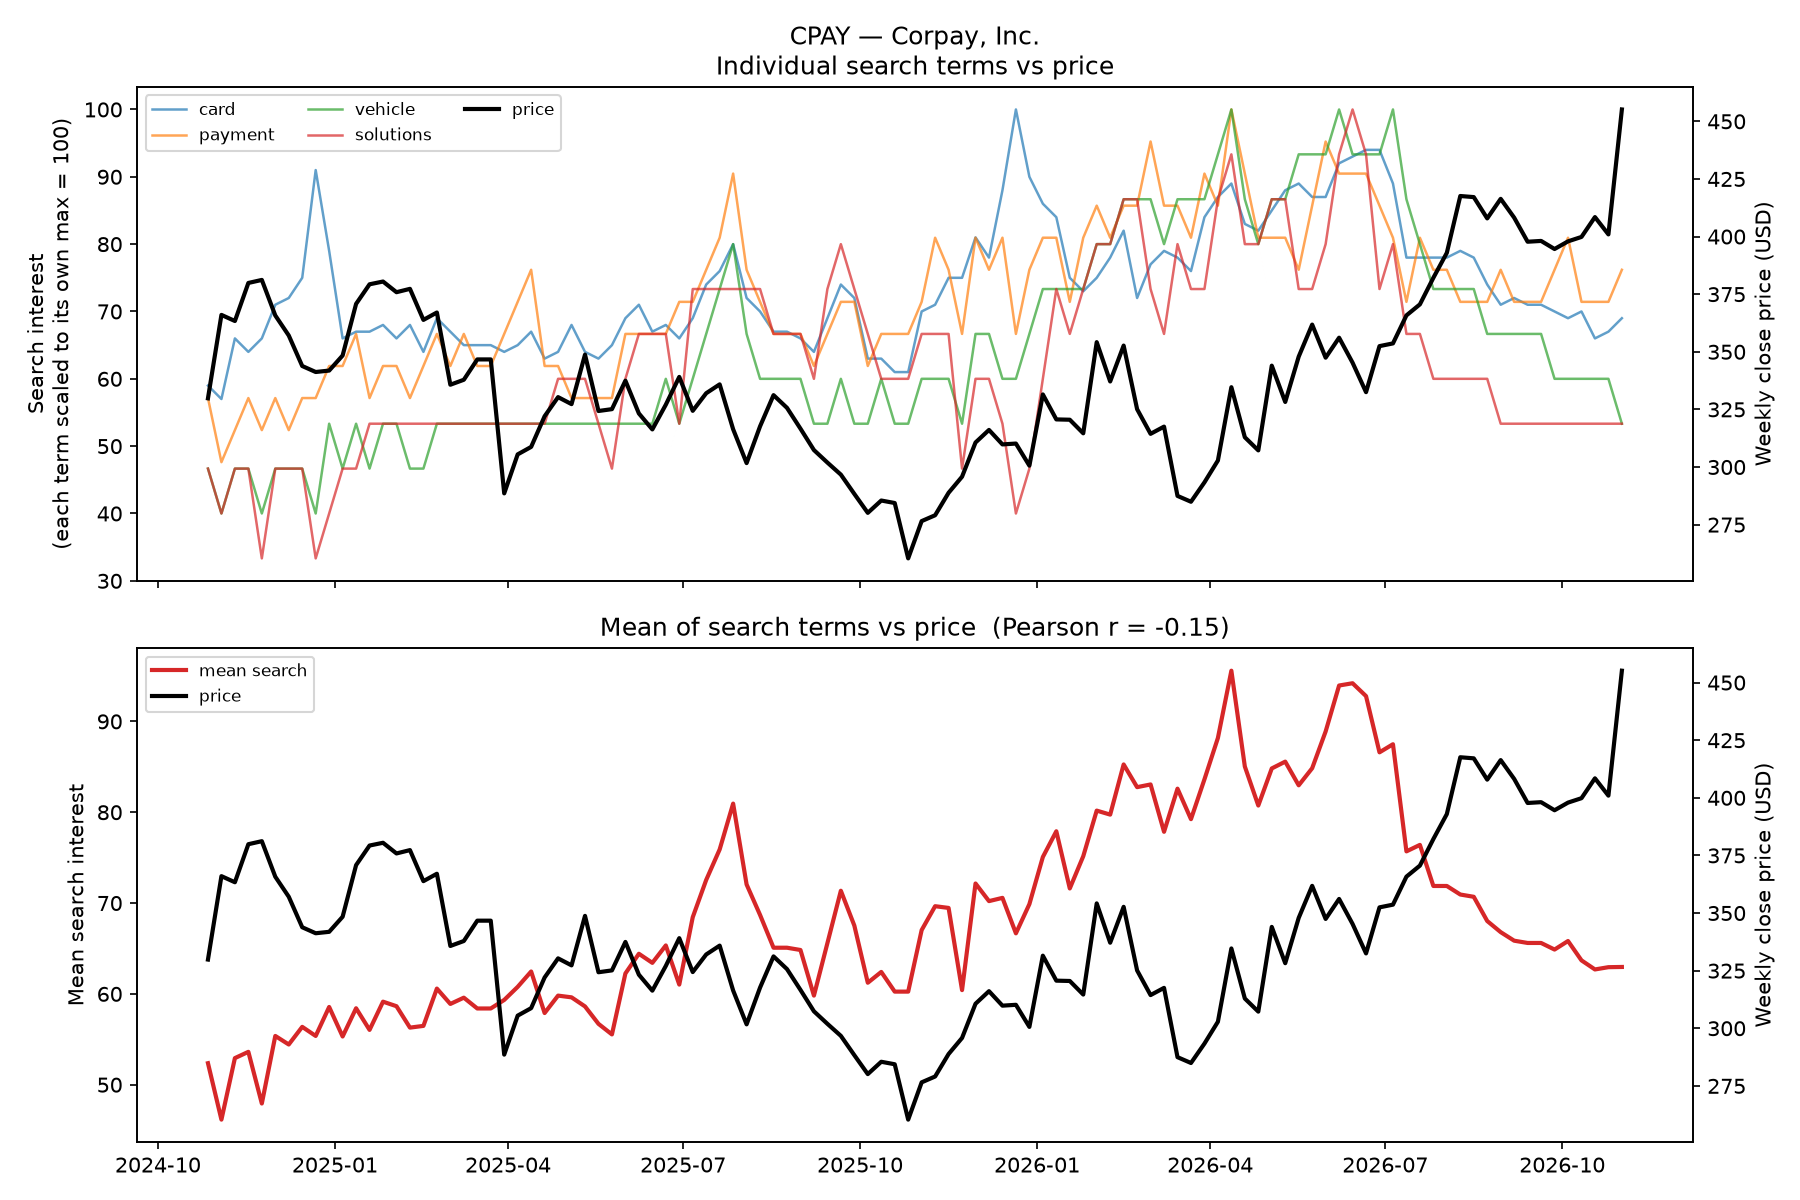 CPAY — Corpay, Inc.
Individual search terms vs price
card
payment
vehicle
solutions
price
Search interest
(each term scaled to its own max = 100)
100
90
80
70
60
50
40
30
450
425
400
375
350
325
300
275
Weekly close price (USD)
Mean of search terms vs price (Pearson r = -0.15)
mean search
price
Mean search interest
90
80
70
60
50
450
425
400
375
350
325
300
275
Weekly close price (USD)
2024-10
2025-01
2025-04
2025-07
2025-10
2026-01
2026-04
2026-07
2026-10